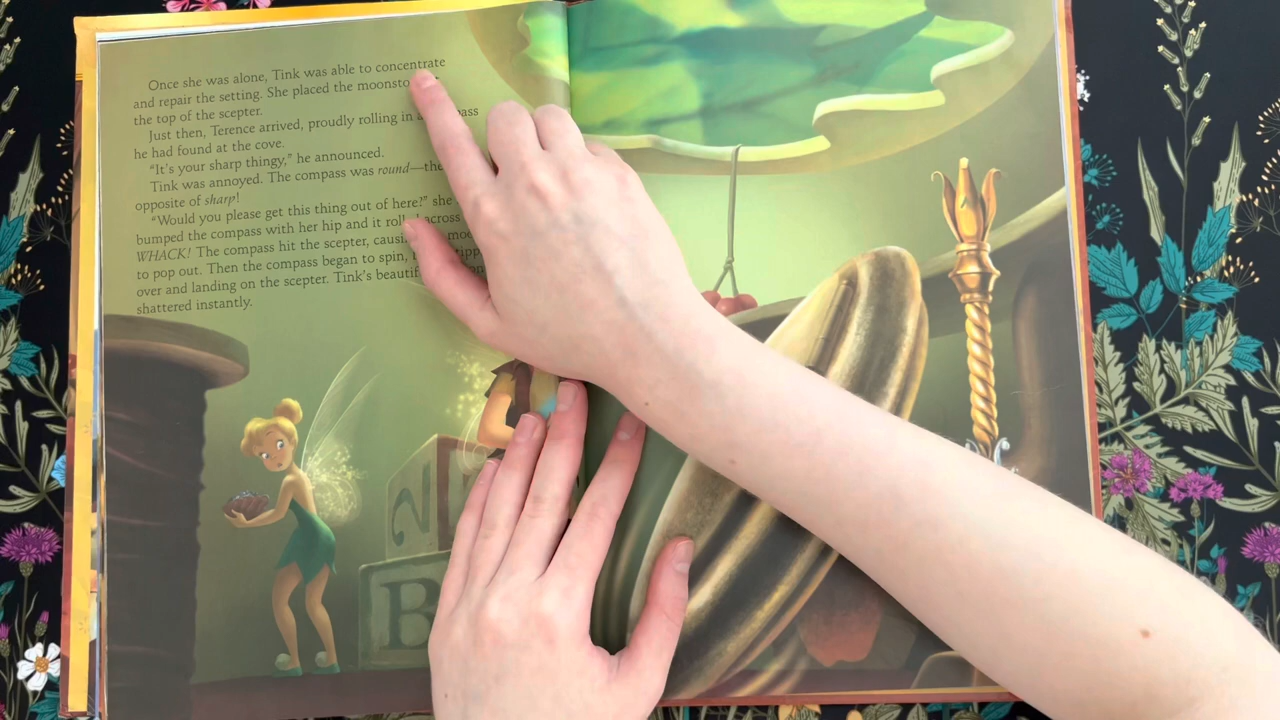 Once she was alone, Tink was able to concentrate
and repair the setting. She placed the
the top of the scepter.
Just then, Terence arrived, proudly rolling in a
he had found at the cove.
"It's your sharp thingy," he announced.
Tink was annoyed. The compass was round—the
opposite of sharp!
"Would you please get this thing out of here?" she
bumped the compass with her hip and it across
WHACK! The compass hit the scepter,
to pop out. Then the compass began to spin,
over and landing on the scepter. Tink's
shattered instantly.
B